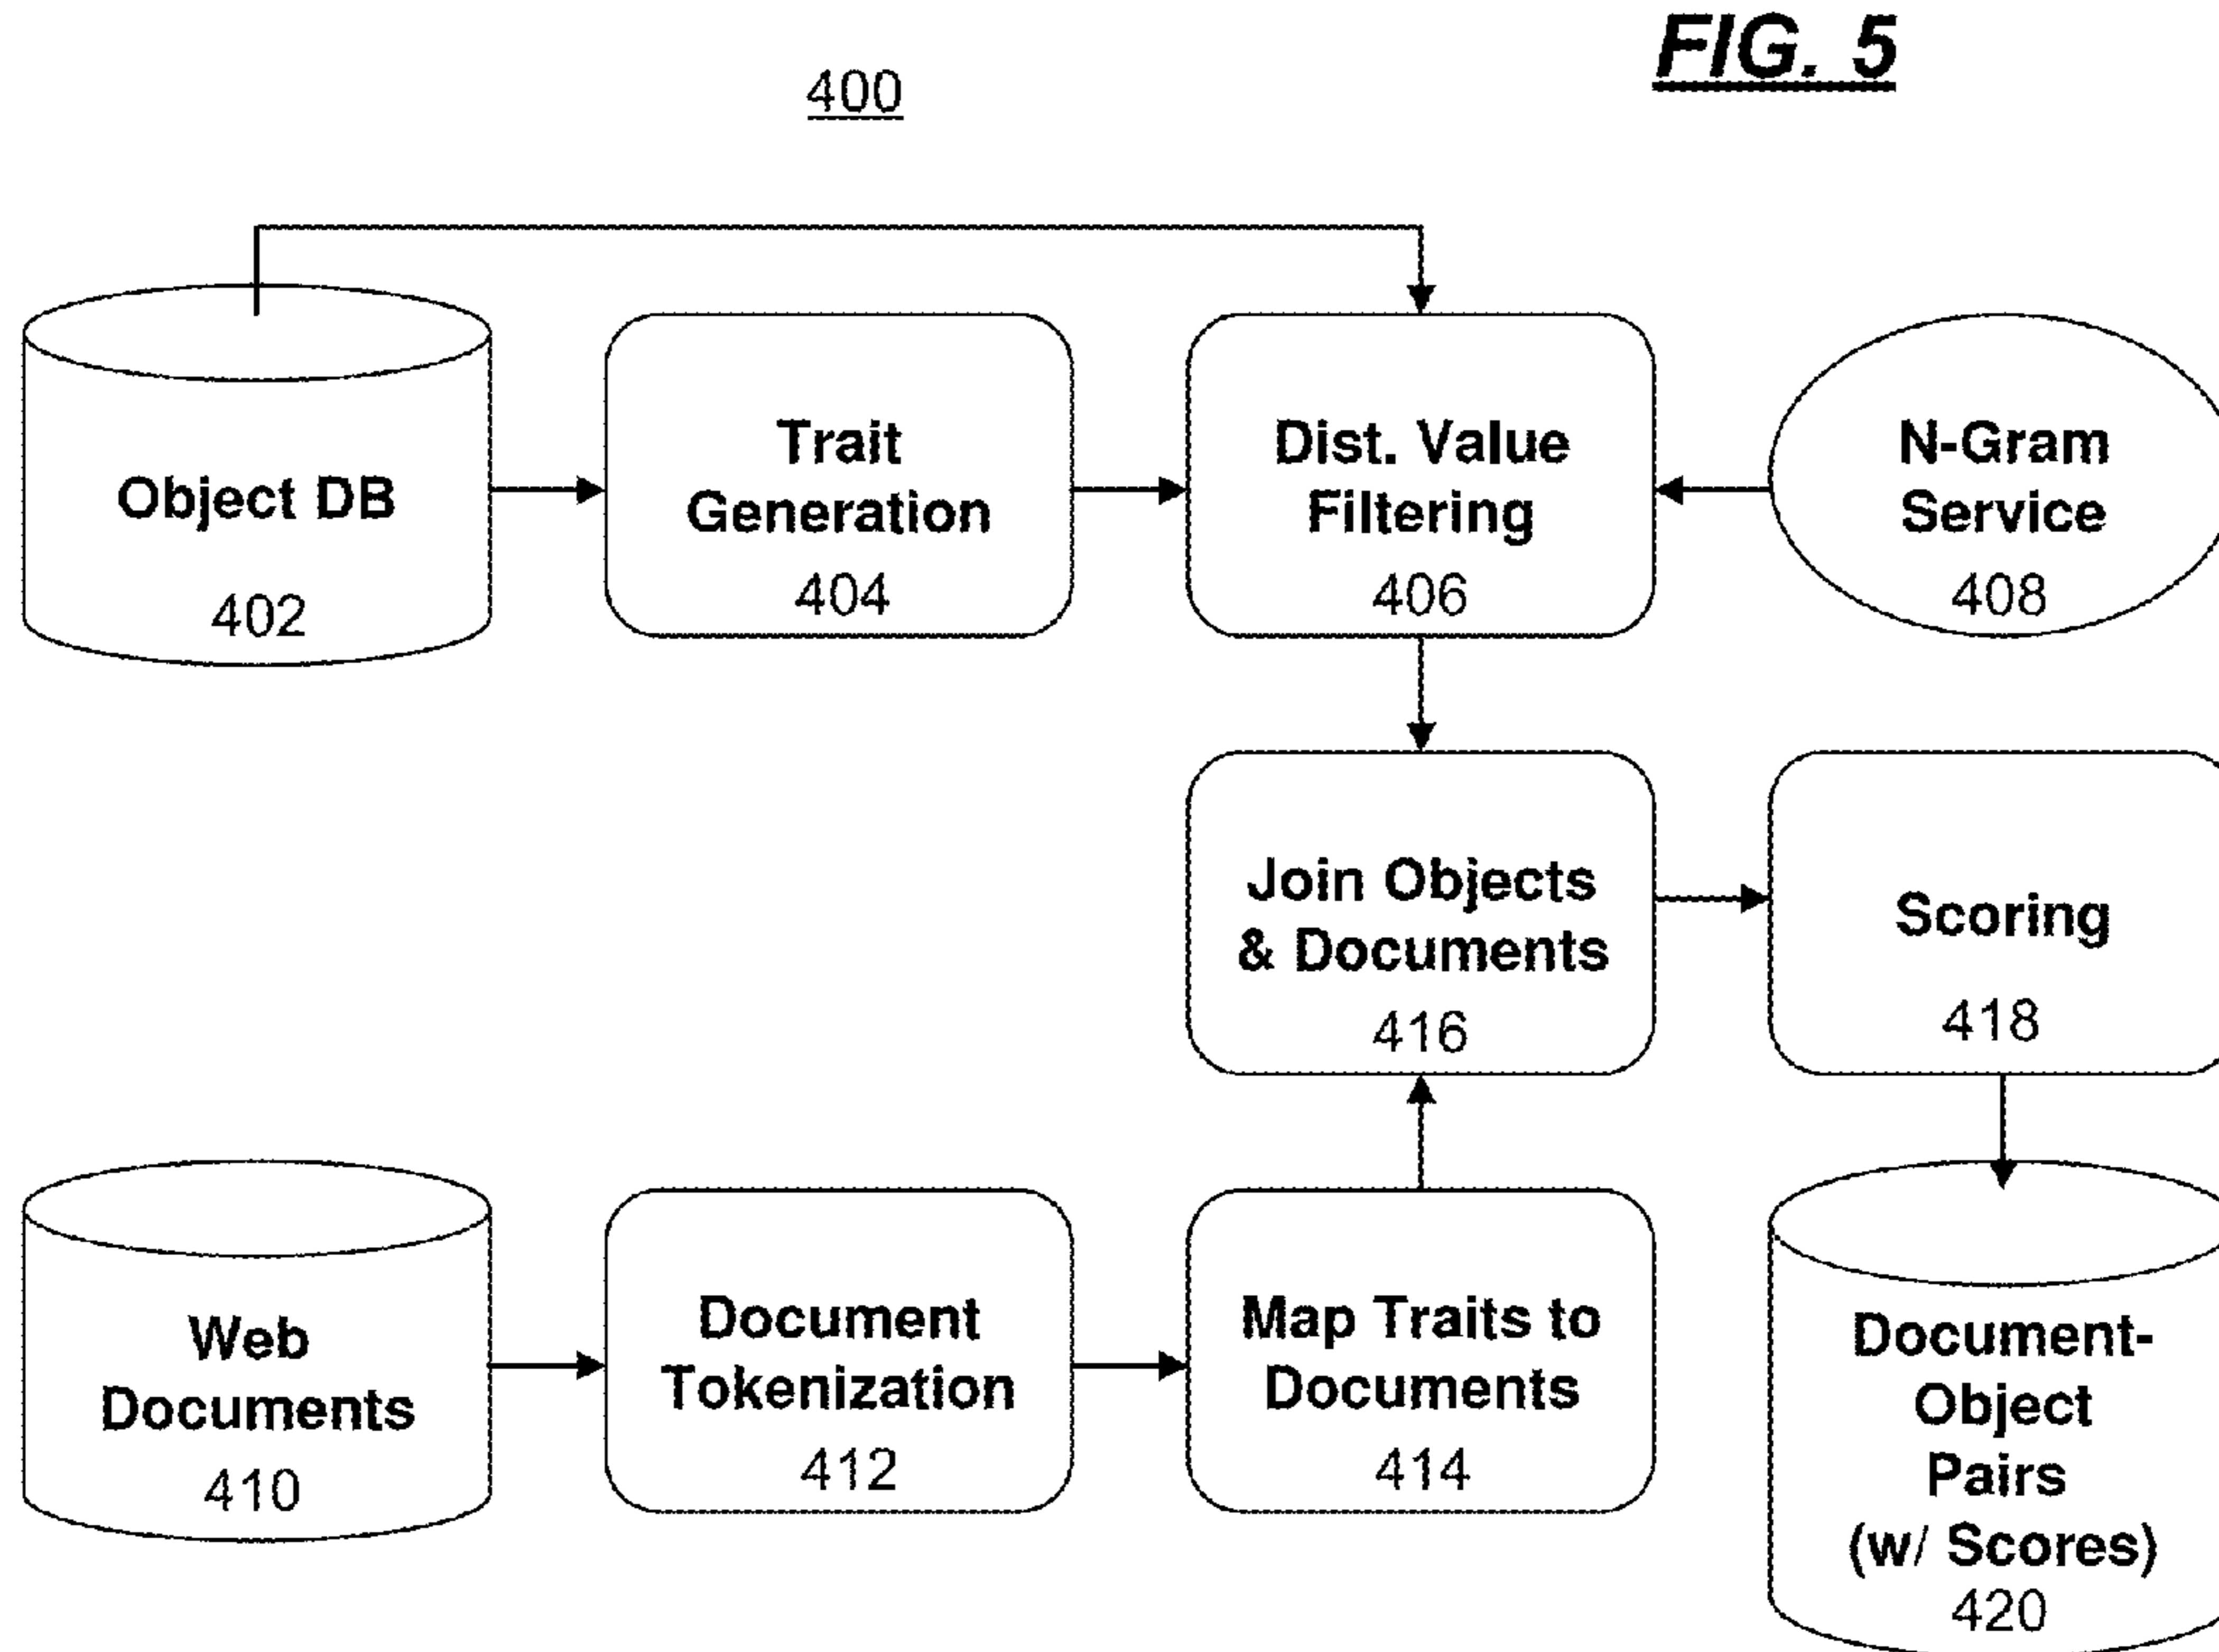 FIG. 5
400
Object DB
402
Trait
Generation
404
Dist. Value
Filtering
406
N-Gram
Service
408
Join Objects
& Documents
416
Scoring
418
Web
Documents
410
Document
Tokenization
412
Map Traits to
Documents
414
Document-
Object
Pairs
(w/ Scores)
420